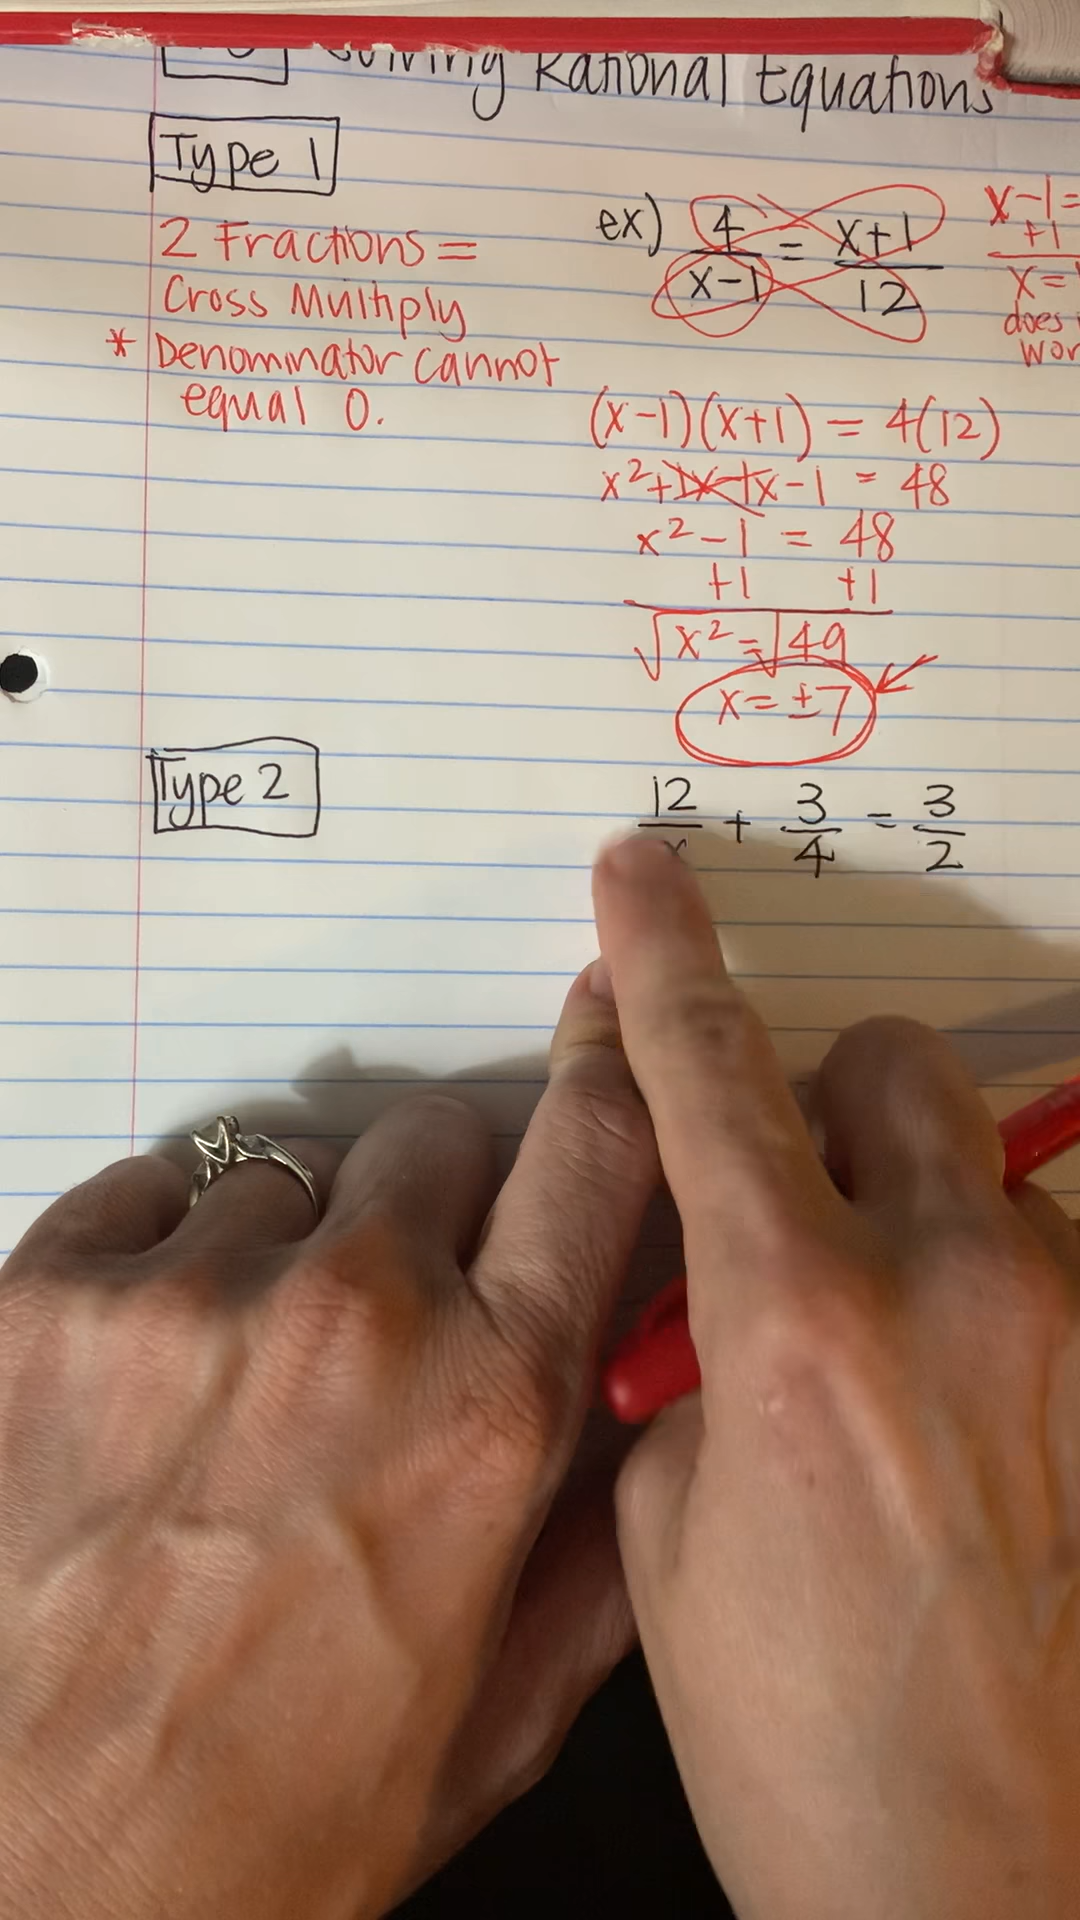 Solving Rational Equations
Type 1
2 Fractions =
Cross Multiply
* Denominator cannot
equal 0.
ex) 4/x-1 = x+1/12
x-1=
+1
x=
does
(x-1)(x+1) = 4(12)
x²+1x-1x-1 = 48
x²-1 = 48
+1 +1
√x² = √49
x = ±7
Type 2
12/x + 3/4 = 3/2